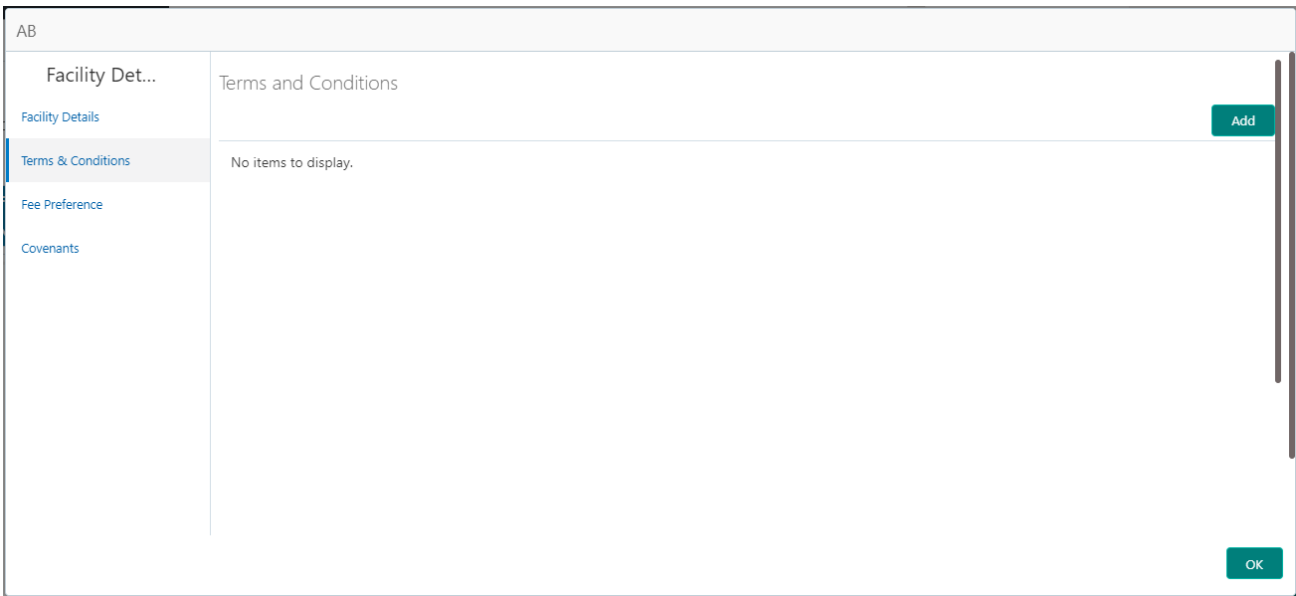 AB
Facility Det...
Facility Details
Terms & Conditions
Fee Preference
Covenants
Terms and Conditions
Add
No items to display.
OK